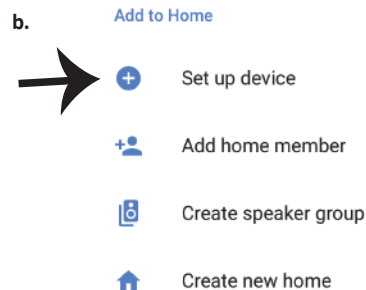 b.
Add to Home
Set up device
Add home member
Create speaker group
Create new home